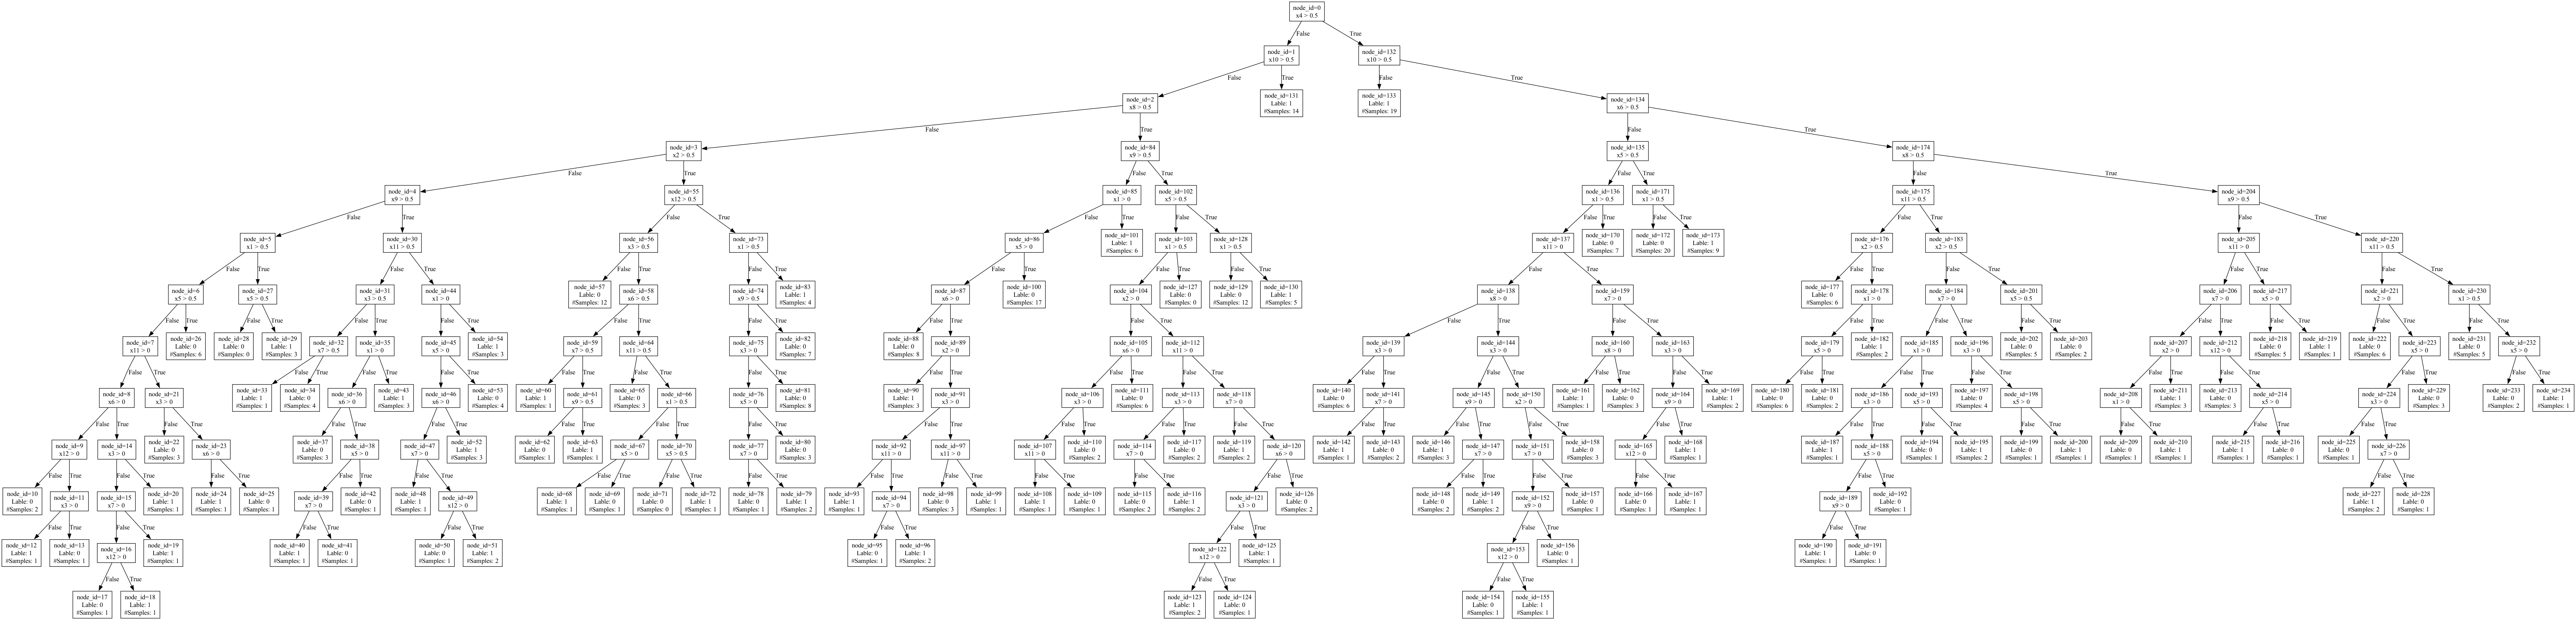 node_id=0
x4 > 0.5
False
True
node_id=1
x10 > 0.5
node_id=132
x10 > 0.5
False
True
False
True
node_id=2
x8 > 0.5
node_id=131
Lable: 1
#Samples: 14
node_id=133
Lable: 1
#Samples: 19
node_id=134
x6 > 0.5
False
True
False
True
node_id=3
x2 > 0.5
node_id=84
x9 > 0.5
node_id=135
x5 > 0.5
node_id=174
x8 > 0.5
False
True
False
True
False
True
False
True
node_id=4
x9 > 0.5
node_id=55
x12 > 0.5
node_id=85
x1 > 0
node_id=102
x5 > 0.5
node_id=136
x1 > 0.5
node_id=171
x1 > 0.5
node_id=175
x11 > 0.5
node_id=204
x9 > 0.5
False
True
False
True
False
True
False
True
False
True
False
True
False
True
False
True
node_id=5
x1 > 0.5
node_id=30
x11 > 0.5
node_id=56
x3 > 0.5
node_id=73
x1 > 0.5
node_id=86
x5 > 0
node_id=101
Lable: 1
#Samples: 6
node_id=103
x1 > 0.5
node_id=128
x1 > 0.5
node_id=137
x11 > 0
node_id=170
Lable: 0
#Samples: 7
node_id=172
Lable: 0
#Samples: 20
node_id=173
Lable: 1
#Samples: 9
node_id=176
x2 > 0.5
node_id=183
x2 > 0.5
node_id=205
x11 > 0
node_id=220
x11 > 0.5
False
True
False
True
False
True
False
True
False
True
False
True
False
True
False
True
False
True
False
True
False
True
False
True
node_id=6
x5 > 0.5
node_id=27
x5 > 0.5
node_id=31
x3 > 0.5
node_id=44
x1 > 0
node_id=57
Lable: 0
#Samples: 12
node_id=58
x6 > 0.5
node_id=74
x9 > 0.5
node_id=83
Lable: 1
#Samples: 4
node_id=87
x6 > 0
node_id=100
Lable: 0
#Samples: 17
node_id=104
x2 > 0
node_id=127
Lable: 0
#Samples: 0
node_id=129
Lable: 0
#Samples: 12
node_id=130
Lable: 1
#Samples: 5
node_id=138
x8 > 0
node_id=159
x7 > 0
node_id=177
Lable: 0
#Samples: 6
node_id=178
x1 > 0
node_id=184
x7 > 0
node_id=201
x5 > 0.5
node_id=206
x7 > 0
node_id=217
x5 > 0
node_id=221
x2 > 0
node_id=230
x1 > 0.5
False
True
False
True
False
True
False
True
False
True
False
True
False
True
False
True
False
True
False
True
False
True
False
True
False
True
False
True
False
True
False
True
False
True
node_id=7
x11 > 0
node_id=26
Lable: 0
#Samples: 6
node_id=28
Lable: 0
#Samples: 0
node_id=29
Lable: 1
#Samples: 3
node_id=32
x7 > 0.5
node_id=35
x1 > 0
node_id=45
x5 > 0
node_id=54
Lable: 1
#Samples: 3
node_id=59
x7 > 0.5
node_id=64
x11 > 0.5
node_id=75
x3 > 0
node_id=82
Lable: 0
#Samples: 7
node_id=88
Lable: 0
#Samples: 8
node_id=89
x2 > 0
node_id=105
x6 > 0
node_id=112
x11 > 0
node_id=139
x3 > 0
node_id=144
x3 > 0
node_id=160
x8 > 0
node_id=163
x3 > 0
node_id=179
x5 > 0
node_id=182
Lable: 1
#Samples: 2
node_id=185
x1 > 0
node_id=196
x3 > 0
node_id=202
Lable: 0
#Samples: 5
node_id=203
Lable: 0
#Samples: 2
node_id=207
x2 > 0
node_id=212
x12 > 0
node_id=218
Lable: 0
#Samples: 5
node_id=219
Lable: 1
#Samples: 1
node_id=222
Lable: 0
#Samples: 6
node_id=223
x5 > 0
node_id=231
Lable: 0
#Samples: 5
node_id=232
x5 > 0
False
True
False
True
False
True
False
True
False
True
False
True
False
True
False
True
False
True
False
True
False
True
False
True
False
True
False
True
False
True
False
True
False
True
False
True
False
True
False
True
False
True
node_id=8
x6 > 0
node_id=21
x3 > 0
node_id=33
Lable: 1
#Samples: 1
node_id=34
Lable: 0
#Samples: 4
node_id=36
x6 > 0
node_id=43
Lable: 1
#Samples: 3
node_id=46
x6 > 0
node_id=53
Lable: 0
#Samples: 4
node_id=60
Lable: 1
#Samples: 1
node_id=61
x9 > 0.5
node_id=65
Lable: 0
#Samples: 3
node_id=66
x1 > 0.5
node_id=76
x5 > 0
node_id=81
Lable: 0
#Samples: 8
node_id=90
Lable: 1
#Samples: 3
node_id=91
x3 > 0
node_id=106
x3 > 0
node_id=111
Lable: 0
#Samples: 6
node_id=113
x3 > 0
node_id=118
x7 > 0
node_id=140
Lable: 0
#Samples: 6
node_id=141
x7 > 0
node_id=145
x9 > 0
node_id=150
x2 > 0
node_id=161
Lable: 1
#Samples: 1
node_id=162
Lable: 0
#Samples: 3
node_id=164
x9 > 0
node_id=169
Lable: 1
#Samples: 2
node_id=180
Lable: 0
#Samples: 6
node_id=181
Lable: 0
#Samples: 2
node_id=186
x3 > 0
node_id=193
x5 > 0
node_id=197
Lable: 0
#Samples: 4
node_id=198
x5 > 0
node_id=208
x1 > 0
node_id=211
Lable: 1
#Samples: 3
node_id=213
Lable: 0
#Samples: 3
node_id=214
x5 > 0
node_id=224
x3 > 0
node_id=229
Lable: 0
#Samples: 3
node_id=233
Lable: 0
#Samples: 2
node_id=234
Lable: 1
#Samples: 1
False
True
False
True
False
True
False
True
False
True
False
True
False
True
False
True
False
True
False
True
False
True
False
True
False
True
False
True
False
True
False
True
False
True
False
True
False
True
False
True
node_id=9
x12 > 0
node_id=14
x3 > 0
node_id=22
Lable: 0
#Samples: 3
node_id=23
x6 > 0
node_id=37
Lable: 0
#Samples: 3
node_id=38
x5 > 0
node_id=47
x7 > 0
node_id=52
Lable: 1
#Samples: 3
node_id=62
Lable: 0
#Samples: 1
node_id=63
Lable: 1
#Samples: 1
node_id=67
x5 > 0
node_id=70
x5 > 0.5
node_id=77
x7 > 0
node_id=80
Lable: 0
#Samples: 3
node_id=92
x11 > 0
node_id=97
x11 > 0
node_id=107
x11 > 0
node_id=110
Lable: 0
#Samples: 2
node_id=114
x7 > 0
node_id=117
Lable: 0
#Samples: 2
node_id=119
Lable: 1
#Samples: 2
node_id=120
x6 > 0
node_id=142
Lable: 1
#Samples: 1
node_id=143
Lable: 0
#Samples: 2
node_id=146
Lable: 1
#Samples: 3
node_id=147
x7 > 0
node_id=151
x7 > 0
node_id=158
Lable: 0
#Samples: 3
node_id=165
x12 > 0
node_id=168
Lable: 1
#Samples: 1
node_id=187
Lable: 1
#Samples: 1
node_id=188
x5 > 0
node_id=194
Lable: 0
#Samples: 1
node_id=195
Lable: 1
#Samples: 2
node_id=199
Lable: 0
#Samples: 1
node_id=200
Lable: 1
#Samples: 1
node_id=209
Lable: 0
#Samples: 1
node_id=210
Lable: 1
#Samples: 1
node_id=215
Lable: 1
#Samples: 1
node_id=216
Lable: 0
#Samples: 1
node_id=225
Lable: 0
#Samples: 1
node_id=226
x7 > 0
False
True
False
True
False
True
False
True
False
True
False
True
False
True
False
True
False
True
False
True
False
True
False
True
False
True
False
True
False
True
False
True
False
True
False
True
node_id=10
Lable: 0
#Samples: 2
node_id=11
x3 > 0
node_id=15
x7 > 0
node_id=20
Lable: 1
#Samples: 1
node_id=24
Lable: 1
#Samples: 1
node_id=25
Lable: 0
#Samples: 1
node_id=39
x7 > 0
node_id=42
Lable: 0
#Samples: 1
node_id=48
Lable: 1
#Samples: 1
node_id=49
x12 > 0
node_id=68
Lable: 1
#Samples: 1
node_id=69
Lable: 0
#Samples: 1
node_id=71
Lable: 0
#Samples: 0
node_id=72
Lable: 1
#Samples: 1
node_id=78
Lable: 0
#Samples: 1
node_id=79
Lable: 1
#Samples: 2
node_id=93
Lable: 1
#Samples: 1
node_id=94
x7 > 0
node_id=98
Lable: 0
#Samples: 3
node_id=99
Lable: 1
#Samples: 1
node_id=108
Lable: 1
#Samples: 1
node_id=109
Lable: 0
#Samples: 1
node_id=115
Lable: 0
#Samples: 2
node_id=116
Lable: 1
#Samples: 2
node_id=121
x3 > 0
node_id=126
Lable: 0
#Samples: 2
node_id=148
Lable: 0
#Samples: 2
node_id=149
Lable: 1
#Samples: 2
node_id=152
x9 > 0
node_id=157
Lable: 0
#Samples: 1
node_id=166
Lable: 0
#Samples: 1
node_id=167
Lable: 1
#Samples: 1
node_id=189
x9 > 0
node_id=192
Lable: 0
#Samples: 1
node_id=227
Lable: 1
#Samples: 2
node_id=228
Lable: 0
#Samples: 1
False
True
False
True
False
True
False
True
False
True
False
True
False
True
False
True
node_id=12
Lable: 1
#Samples: 1
node_id=13
Lable: 0
#Samples: 1
node_id=16
x12 > 0
node_id=19
Lable: 1
#Samples: 1
node_id=40
Lable: 1
#Samples: 1
node_id=41
Lable: 0
#Samples: 1
node_id=50
Lable: 0
#Samples: 1
node_id=51
Lable: 1
#Samples: 2
node_id=95
Lable: 0
#Samples: 1
node_id=96
Lable: 1
#Samples: 2
node_id=122
x12 > 0
node_id=125
Lable: 1
#Samples: 1
node_id=153
x12 > 0
node_id=156
Lable: 0
#Samples: 1
node_id=190
Lable: 1
#Samples: 1
node_id=191
Lable: 0
#Samples: 1
False
True
False
True
False
True
node_id=17
Lable: 0
#Samples: 1
node_id=18
Lable: 1
#Samples: 1
node_id=123
Lable: 1
#Samples: 2
node_id=124
Lable: 0
#Samples: 1
node_id=154
Lable: 0
#Samples: 1
node_id=155
Lable: 1
#Samples: 1